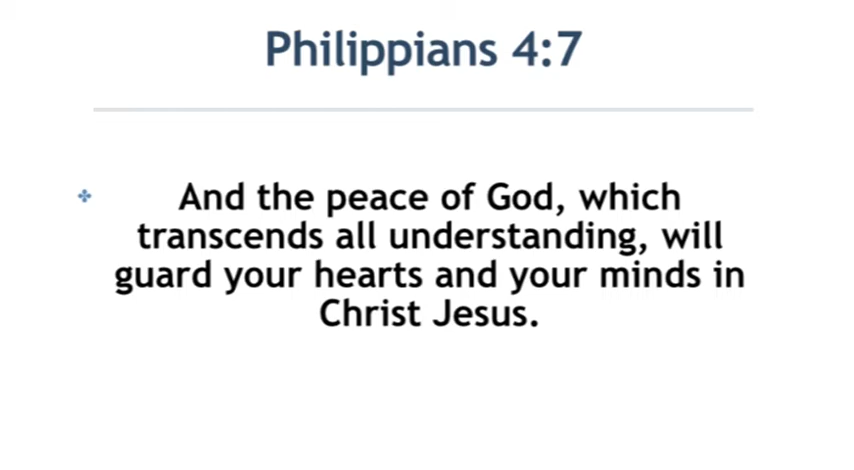 Philippians 4:7
And the peace of God, which
transcends all understanding, will
guard your hearts and your minds in
Christ Jesus.